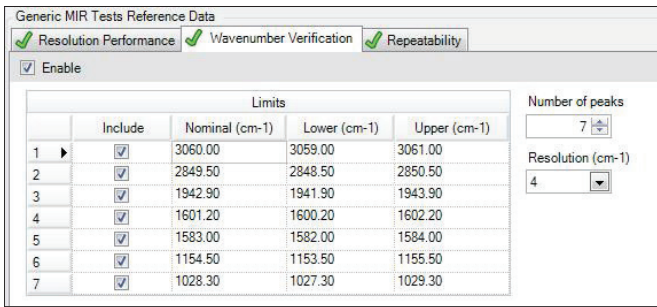 Generic MIR Tests Reference Data
Resolution Performance Wavenumber Verification Repeatability
Enable
Limits
Include Nominal (cm-1) Lower (cm-1) Upper (cm-1)
1 3060.00 3059.00 3061.00
2 2849.50 2848.50 2850.50
3 1942.90 1941.90 1943.90
4 1601.20 1600.20 1602.20
5 1583.00 1582.00 1584.00
6 1154.50 1153.50 1155.50
7 1028.30 1027.30 1029.30
Number of peaks
7
Resolution (cm-1)
4